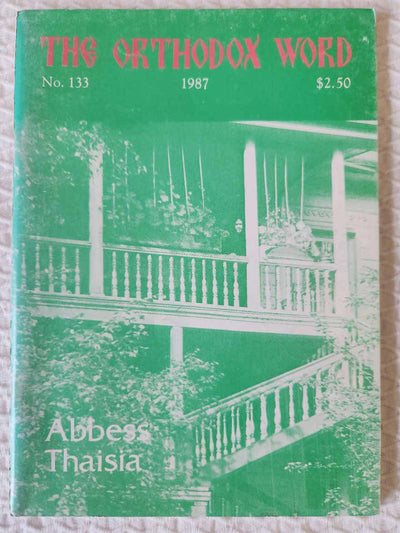 THE ORTHODOX WORD
No. 133 1987 $2.50
Abbess
Thaisia